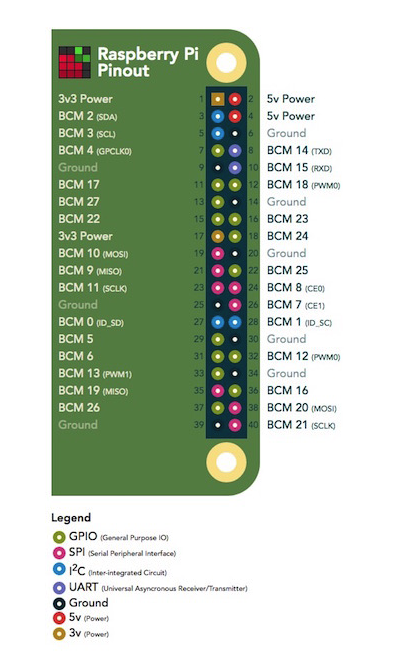 Raspberry Pi
Pinout
3v3 Power 1 2 5v Power
BCM 2 (SDA) 3 4 5v Power
BCM 3 (SCL) 5 6 Ground
BCM 4 (GPCLK0) 7 8 BCM 14 (TXD)
Ground 9 10 BCM 15 (RXD)
BCM 17 11 12 BCM 18 (PWM0)
BCM 27 13 14 Ground
BCM 22 15 16 BCM 23
3v3 Power 17 18 BCM 24
BCM 10 (MOSI) 19 20 Ground
BCM 9 (MISO) 21 22 BCM 25
BCM 11 (SCLK) 23 24 BCM 8 (CE0)
Ground 25 26 BCM 7 (CE1)
BCM 0 (ID_SD) 27 28 BCM 1 (ID_SC)
BCM 5 29 30 Ground
BCM 6 31 32 BCM 12 (PWM0)
BCM 13 (PWM1) 33 34 Ground
BCM 19 (MISO) 35 36 BCM 16
BCM 26 37 38 BCM 20 (MOSI)
Ground 39 40 BCM 21 (SCLK)
Legend
GPIO (General Purpose IO)
SPI (Serial Peripheral Interface)
I²C (Inter-integrated Circuit)
UART (Universal Asyncronous Receiver/Transmitter)
Ground
5v (Power)
3v (Power)